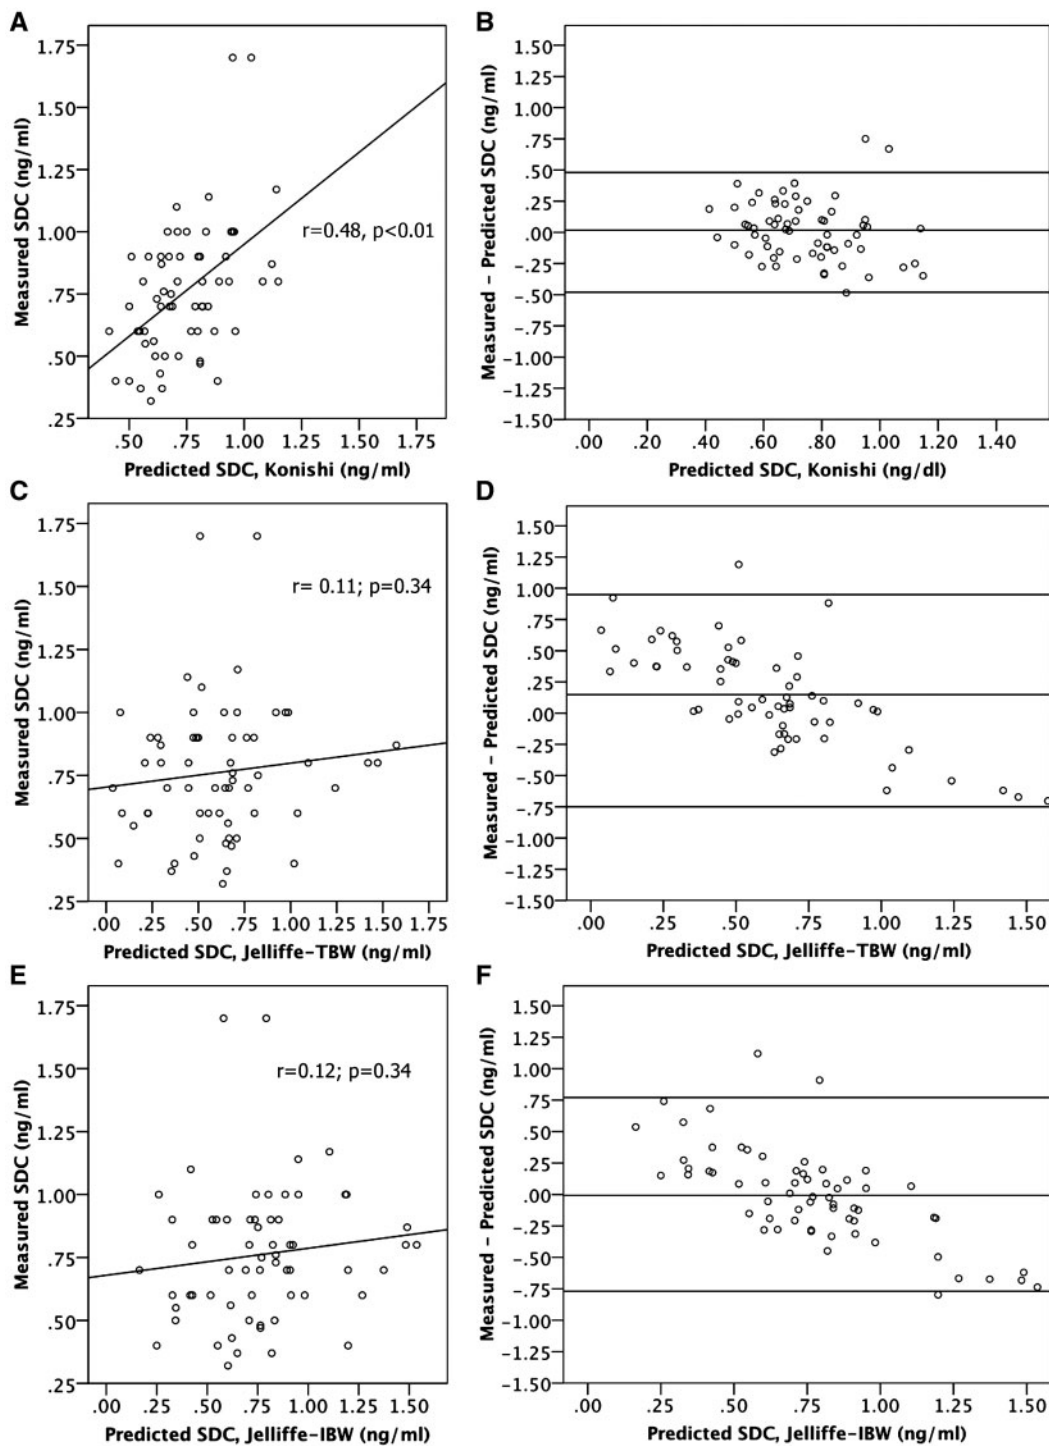 A
Measured SDC (ng/ml)
1.75
1.50
1.25
1.00
.75
.50
.25
r=0.48, p<0.01
.50 .75 1.00 1.25 1.50 1.75
Predicted SDC, Konishi (ng/ml)
B
Measured – Predicted SDC (ng/ml)
1.50
1.25
1.00
.75
.50
.25
.00
-.25
-.50
-.75
-1.00
-1.25
-1.50
.00 .20 .40 .60 .80 1.00 1.20 1.40
Predicted SDC, Konishi (ng/dl)
C
Measured SDC (ng/ml)
1.75
1.50
1.25
1.00
.75
.50
.25
r= 0.11; p=0.34
.00 .25 .50 .75 1.00 1.25 1.50 1.75
Predicted SDC, Jelliffe-TBW (ng/ml)
D
Measured – Predicted SDC (ng/ml)
1.50
1.25
1.00
.75
.50
.25
.00
-.25
-.50
-.75
-1.00
-1.25
-1.50
.00 .25 .50 .75 1.00 1.25 1.50
Predicted SDC, Jelliffe-TBW (ng/ml)
E
Measured SDC (ng/ml)
1.75
1.50
1.25
1.00
.75
.50
.25
r=0.12; p=0.34
.00 .25 .50 .75 1.00 1.25 1.50
Predicted SDC, Jelliffe-IBW (ng/ml)
F
Measured – Predicted SDC (ng/ml)
1.50
1.25
1.00
.75
.50
.25
.00
-.25
-.50
-.75
-1.00
-1.25
-1.50
.00 .25 .50 .75 1.00 1.25 1.50
Predicted SDC, Jelliffe-IBW (ng/ml)